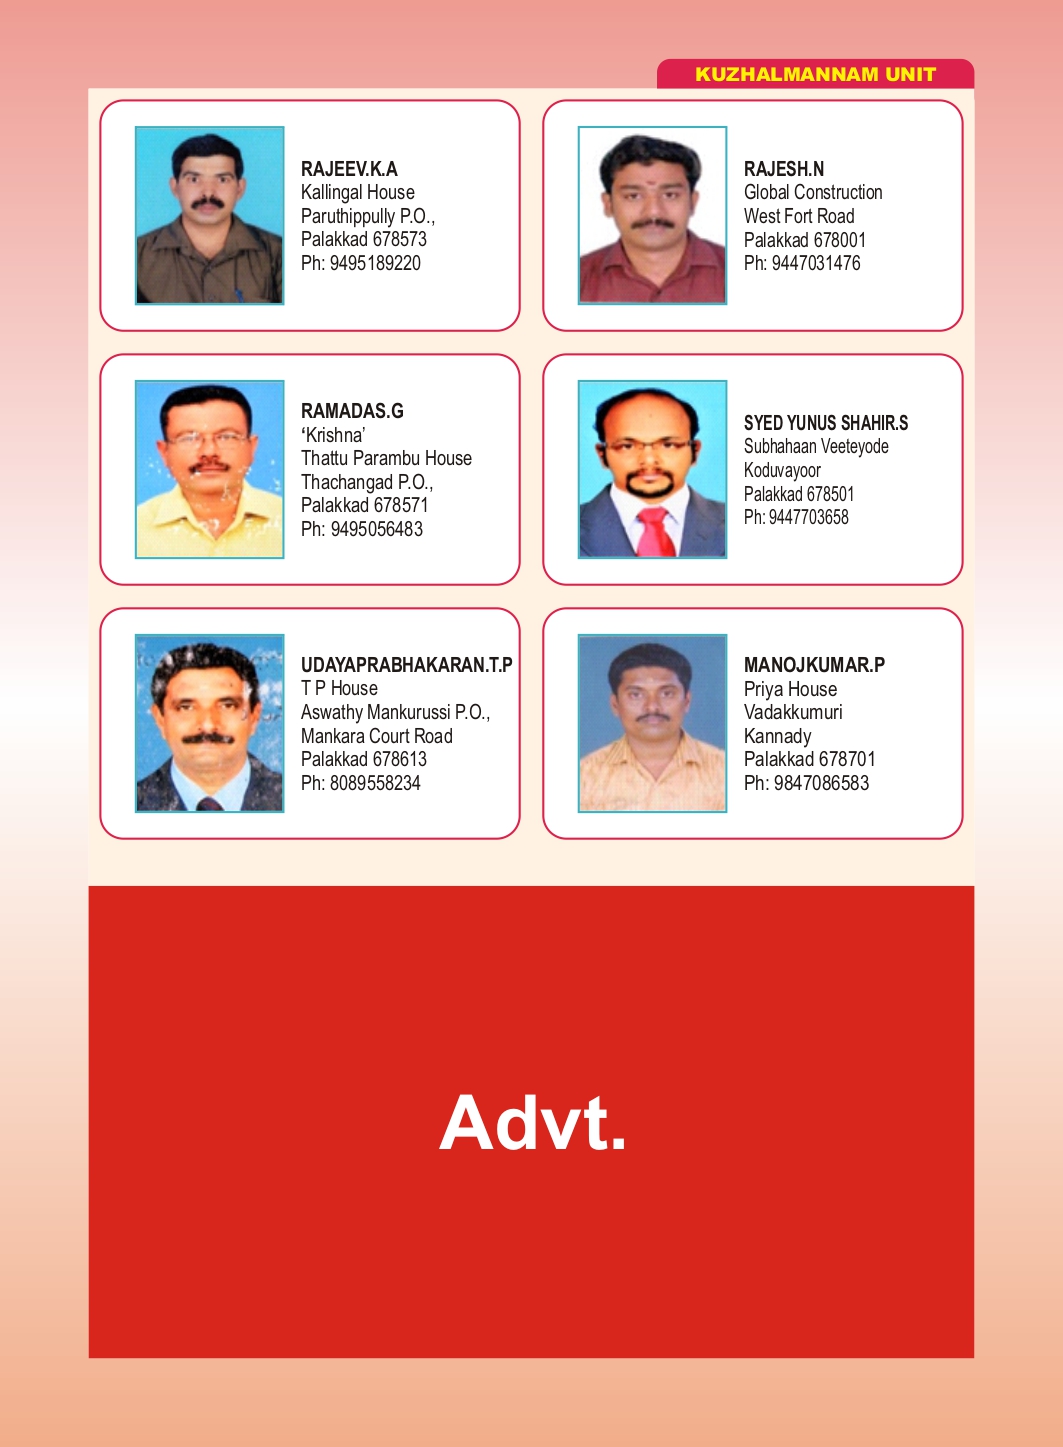 KUZHALMANNAM UNIT
RAJEEV.K.A
Kallingal House
Paruthippully P.O.,
Palakkad 678573
Ph: 9495189220
RAJESH.N
Global Construction
West Fort Road
Palakkad 678001
Ph: 9447031476
RAMADAS.G
‘Krishna’
Thattu Parambu House
Thachangad P.O.,
Palakkad 678571
Ph: 9495056483
SYED YUNUS SHAHIR.S
Subhahaan Veeteyode
Koduvayoor
Palakkad 678501
Ph: 9447703658
UDAYAPRABHAKARAN.T.P
T P House
Aswathy Mankurussi P.O.,
Mankara Court Road
Palakkad 678613
Ph: 8089558234
MANOJKUMAR.P
Priya House
Vadakkumuri
Kannady
Palakkad 678701
Ph: 9847086583
Advt.